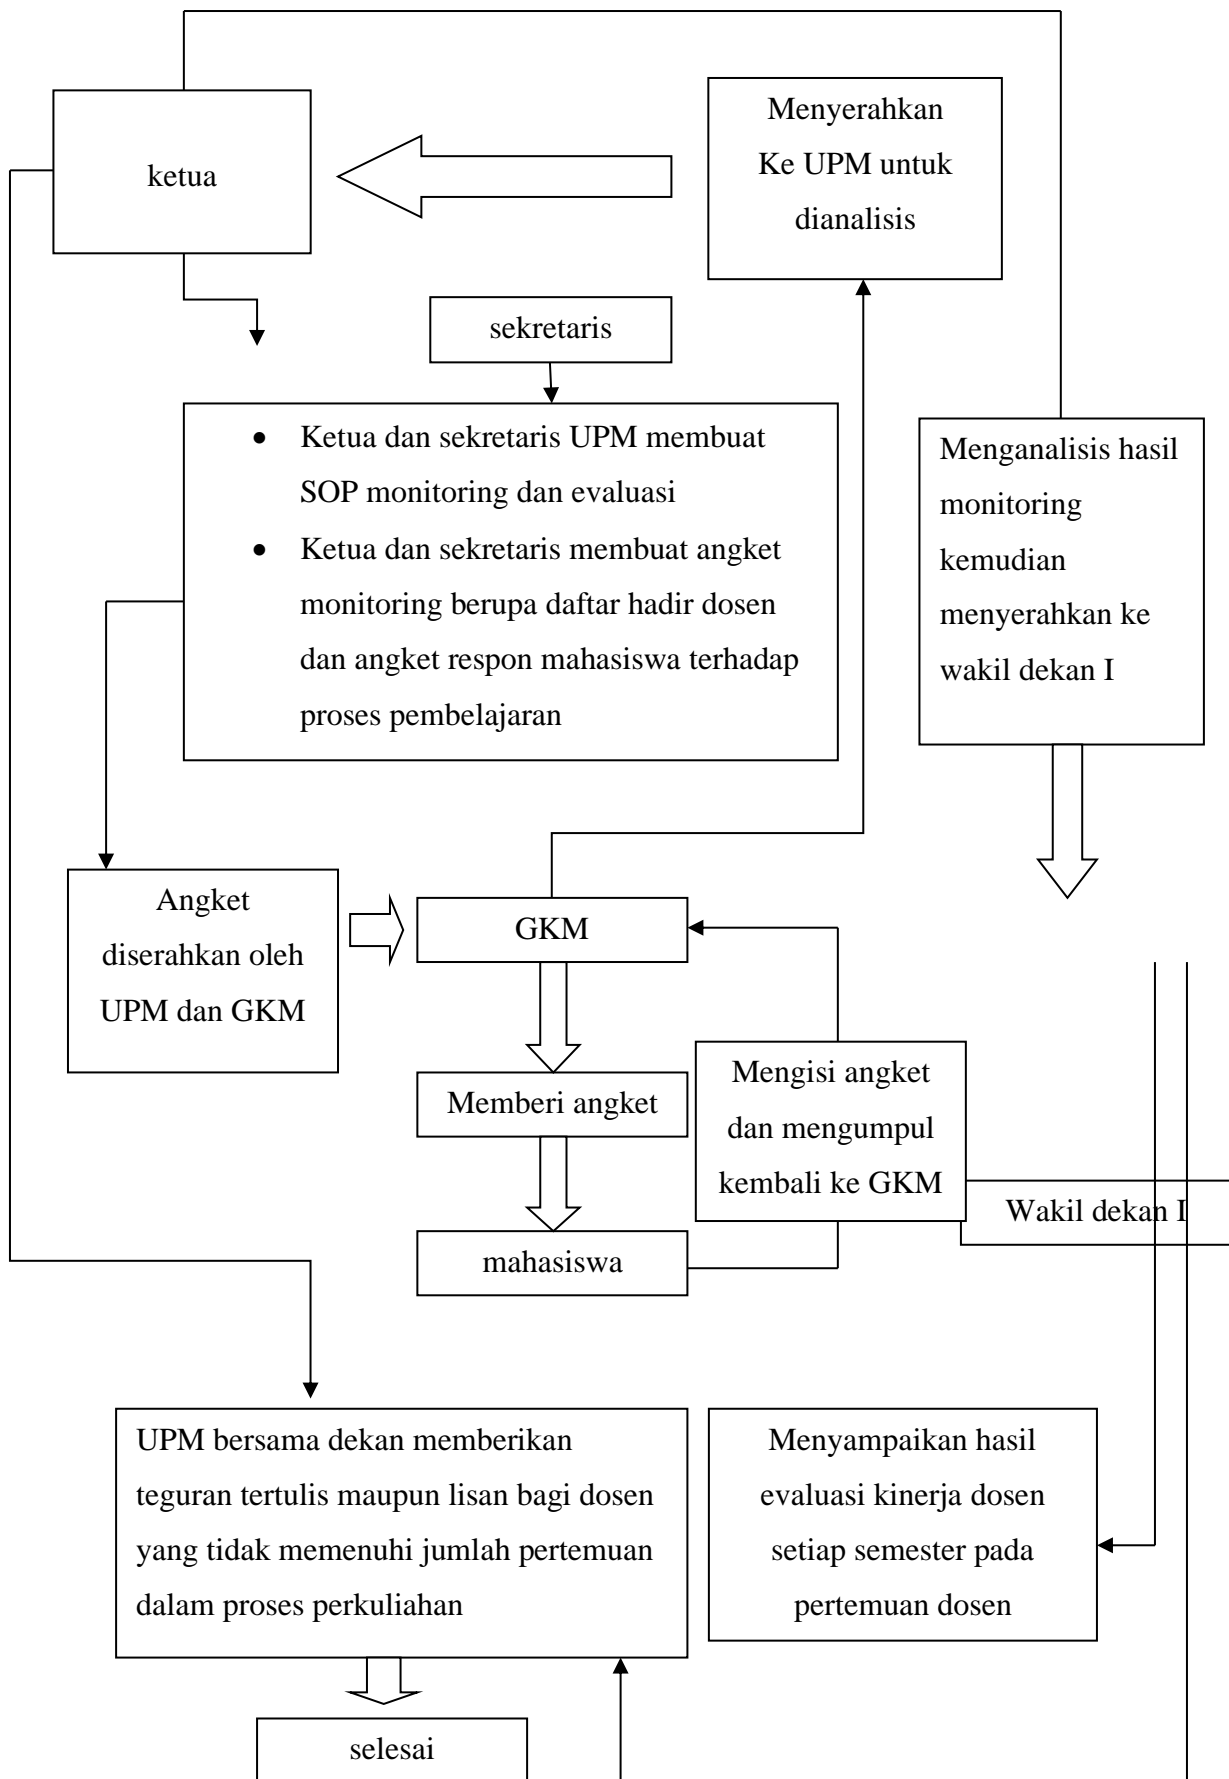 Menyerahkan
Ke UPM untuk
dianalisis
ketua
sekretaris
• Ketua dan sekretaris UPM membuat
SOP monitoring dan evaluasi
• Ketua dan sekretaris membuat angket
monitoring berupa daftar hadir dosen
dan angket respon mahasiswa terhadap
proses pembelajaran
Menganalisis hasil
monitoring
kemudian
menyerahkan ke
wakil dekan I
Angket
diserahkan oleh
UPM dan GKM
GKM
Memberi angket
Mengisi angket
dan mengumpul
kembali ke GKM
Wakil dekan I
mahasiswa
UPM bersama dekan memberikan
teguran tertulis maupun lisan bagi dosen
yang tidak memenuhi jumlah pertemuan
dalam proses perkuliahan
Menyampaikan hasil
evaluasi kinerja dosen
setiap semester pada
pertemuan dosen
selesai